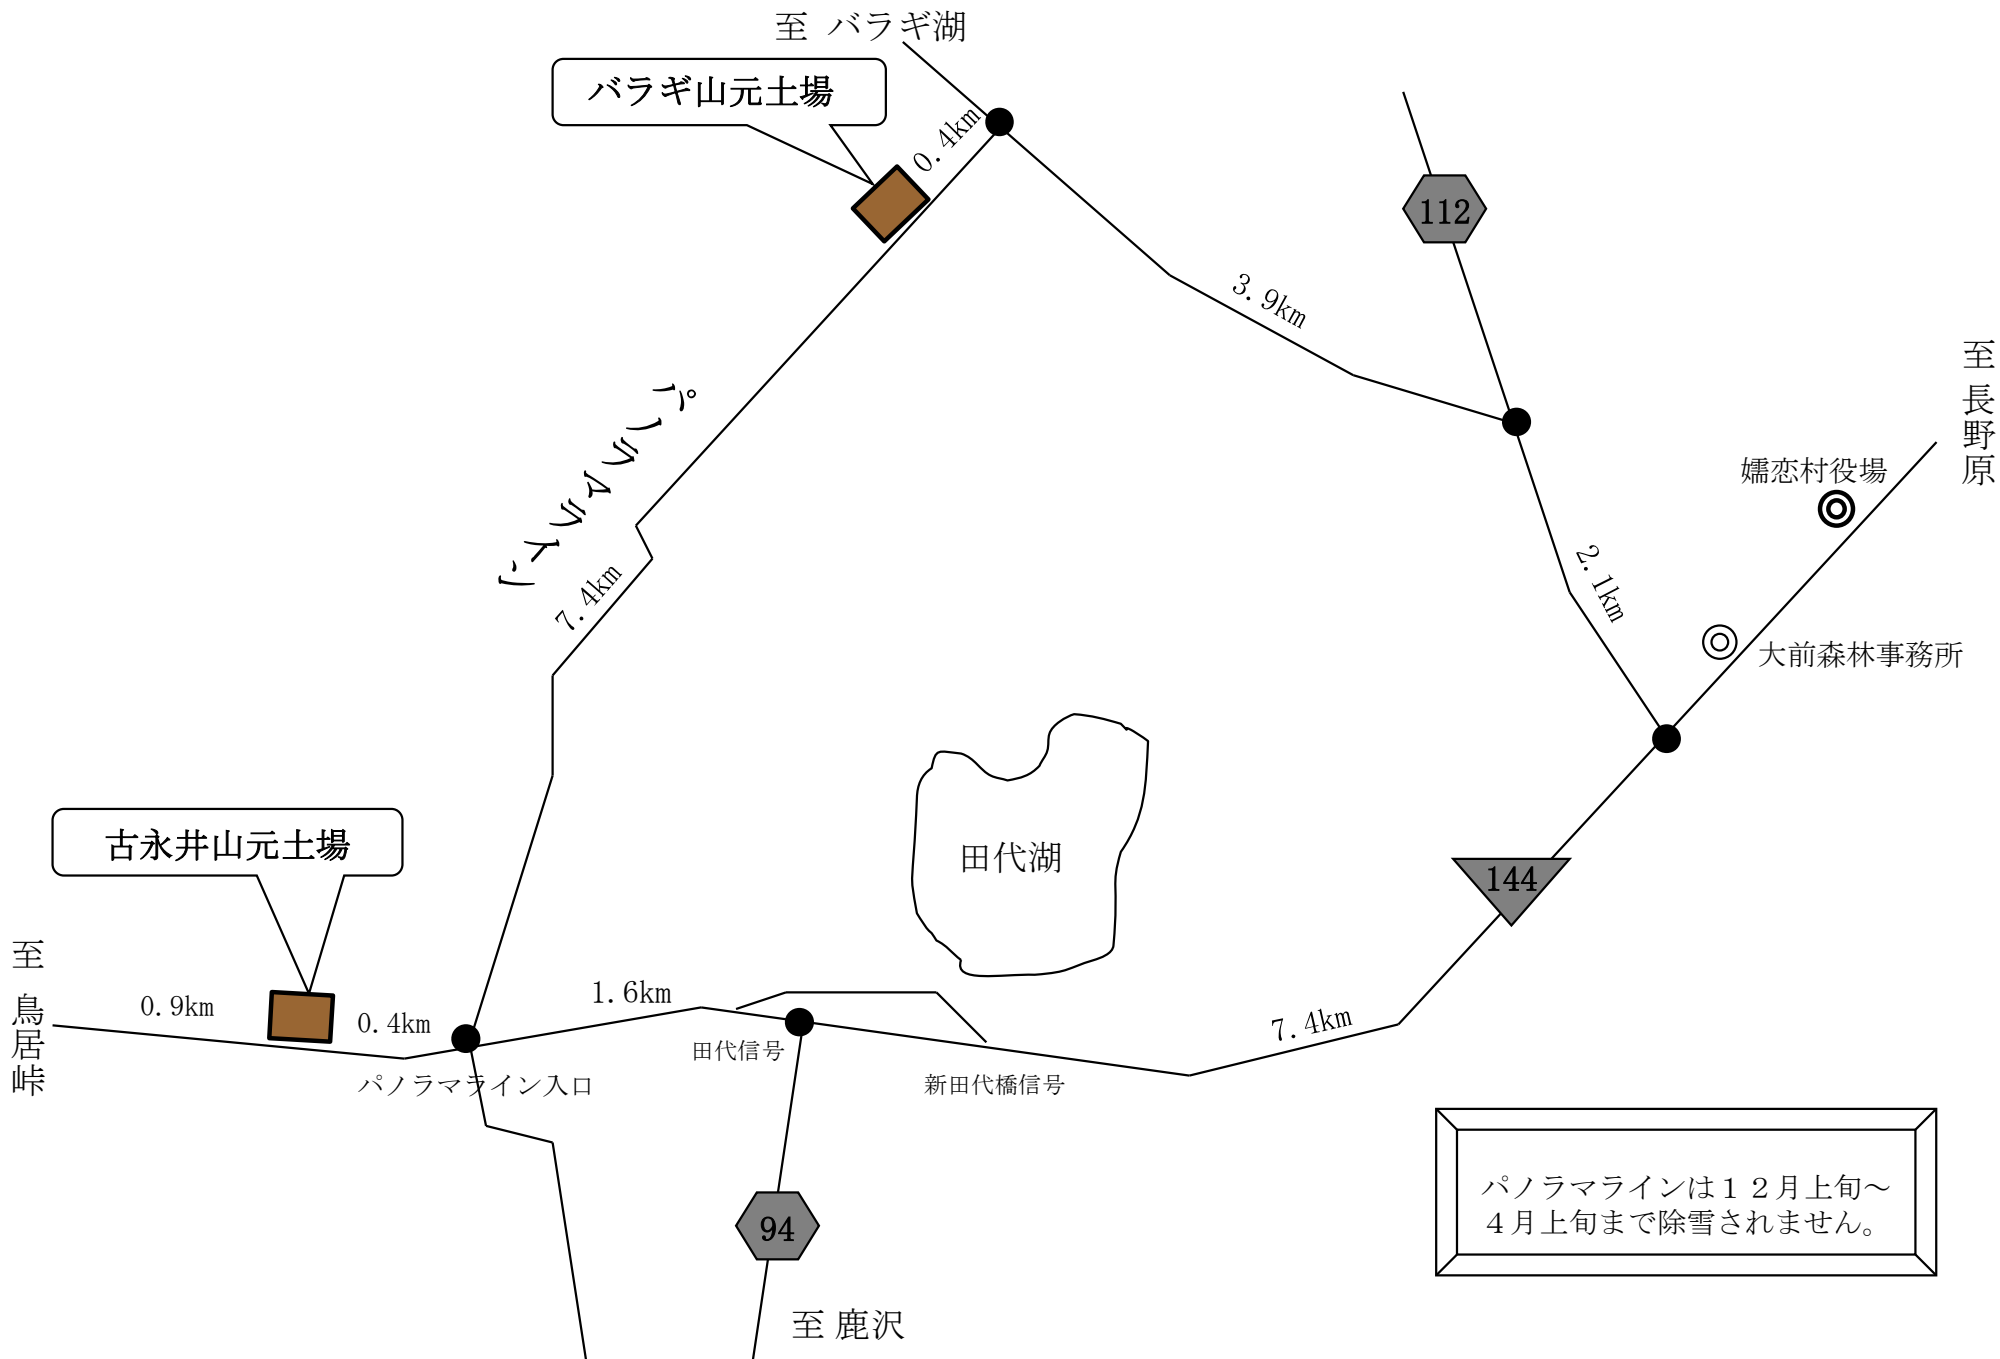 至 バラギ湖
バラギ山元土場
0.4km
112
3.9km
至 長野原
パノラマライン
嬬恋村役場
7.4km
2.1km
大前森林事務所
古永井山元土場
田代湖
144
至 鳥居峠
0.9km
0.4km
1.6km
7.4km
田代信号
パノラマライン入口
新田代橋信号
パノラマラインは１２月上旬～
４月上旬まで除雪されません。
94
至 鹿沢